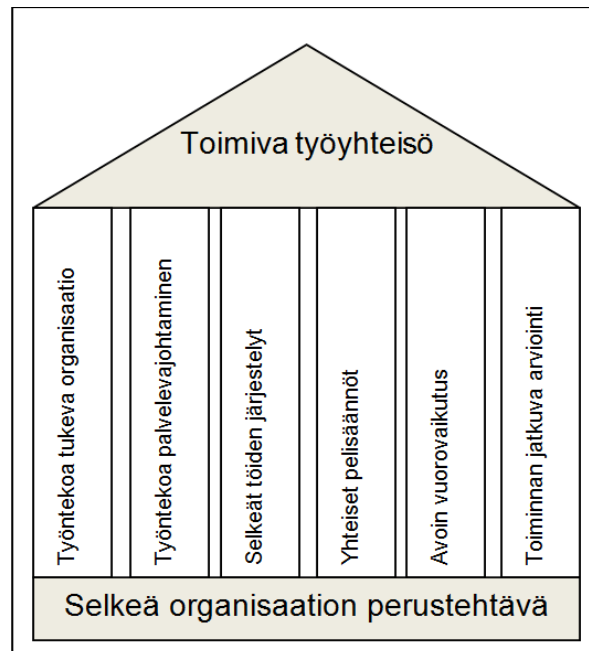 Toimiva työyhteisö
Työntekoa tukeva organisaatio
Työntekoa palvelevajohtaminen
Selkeät töiden järjestelyt
Yhteiset pelisäännöt
Avoin vuorovaikutus
Toiminnan jatkuva arviointi
Selkeä organisaation perustehtävä